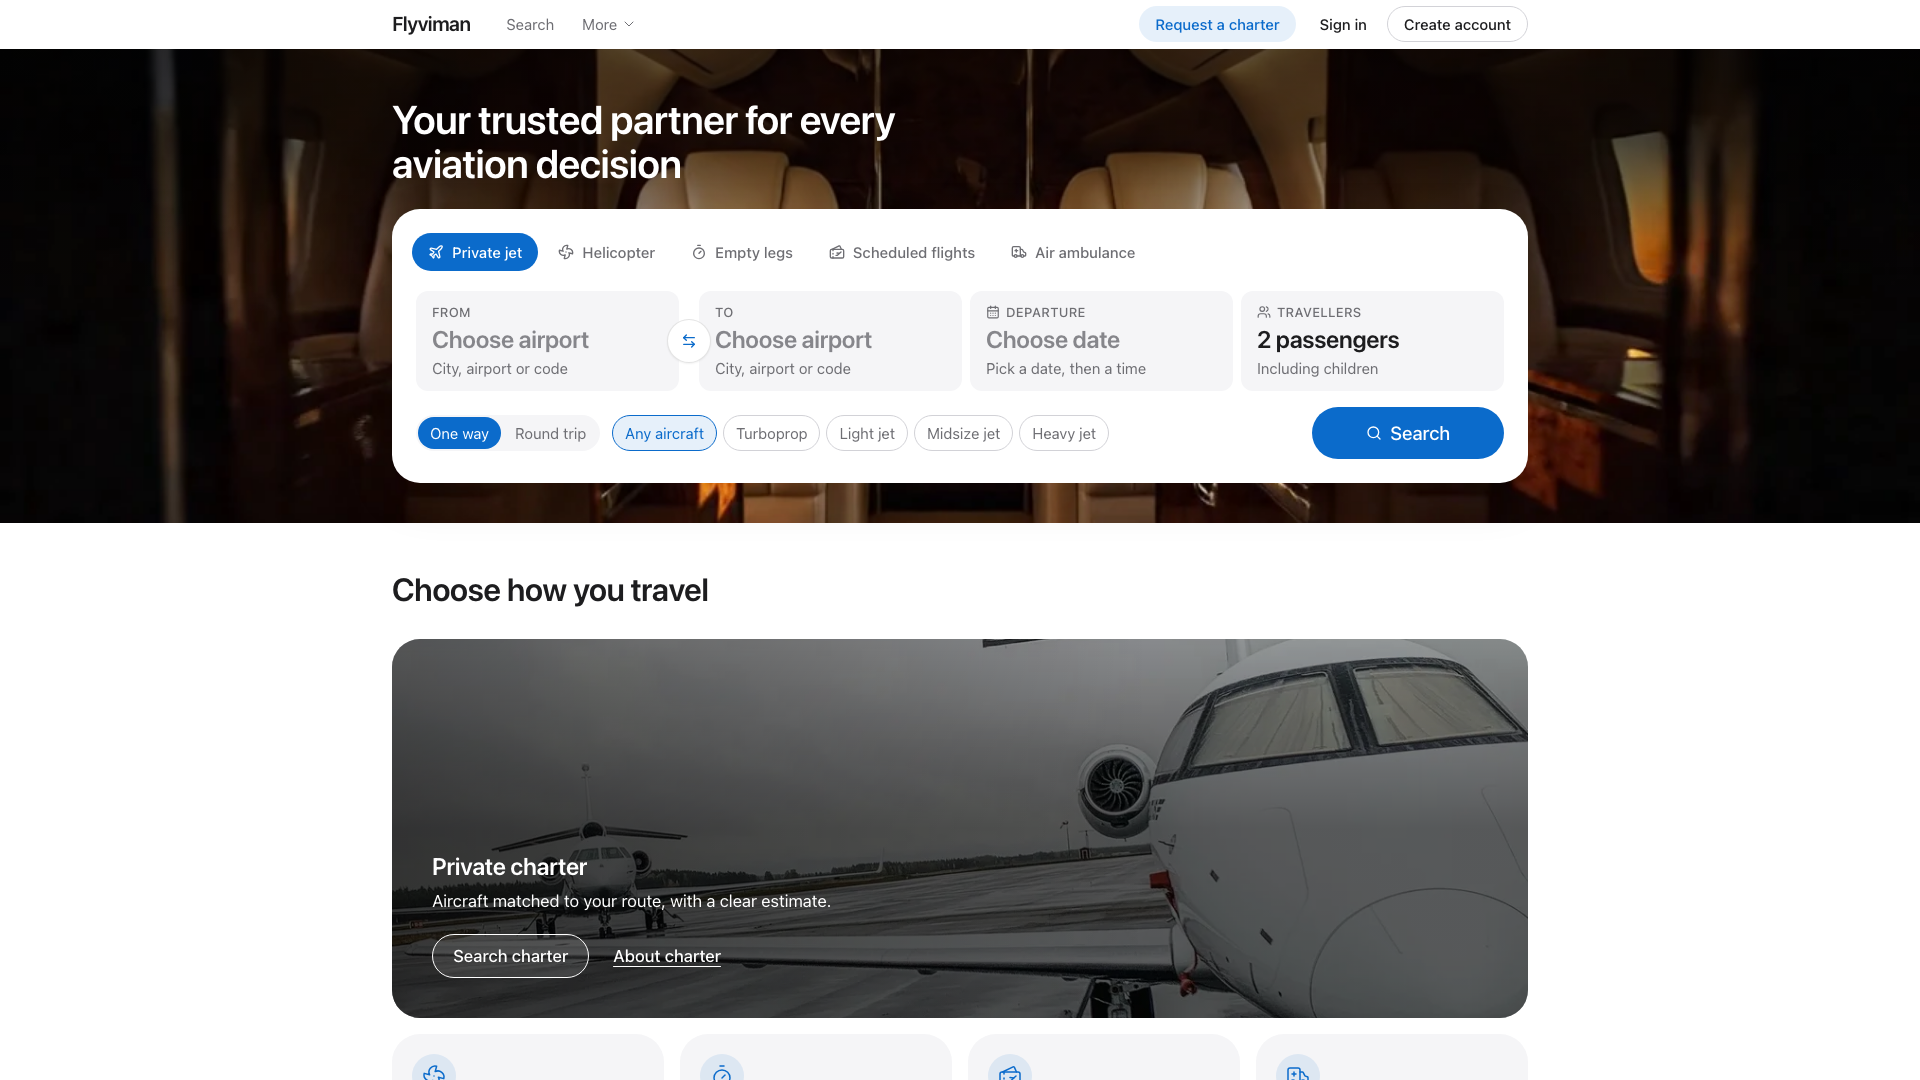 Flyviman
Search
More
Request a charter
Sign in
Create account
Your trusted partner for every
aviation decision
Private jet
Helicopter
Empty legs
Scheduled flights
Air ambulance
FROM
Choose airport
City, airport or code
TO
Choose airport
City, airport or code
DEPARTURE
Choose date
Pick a date, then a time
TRAVELLERS
2 passengers
Including children
One way
Round trip
Any aircraft
Turboprop
Light jet
Midsize jet
Heavy jet
Search
Choose how you travel
Private charter
Aircraft matched to your route, with a clear estimate.
Search charter
About charter